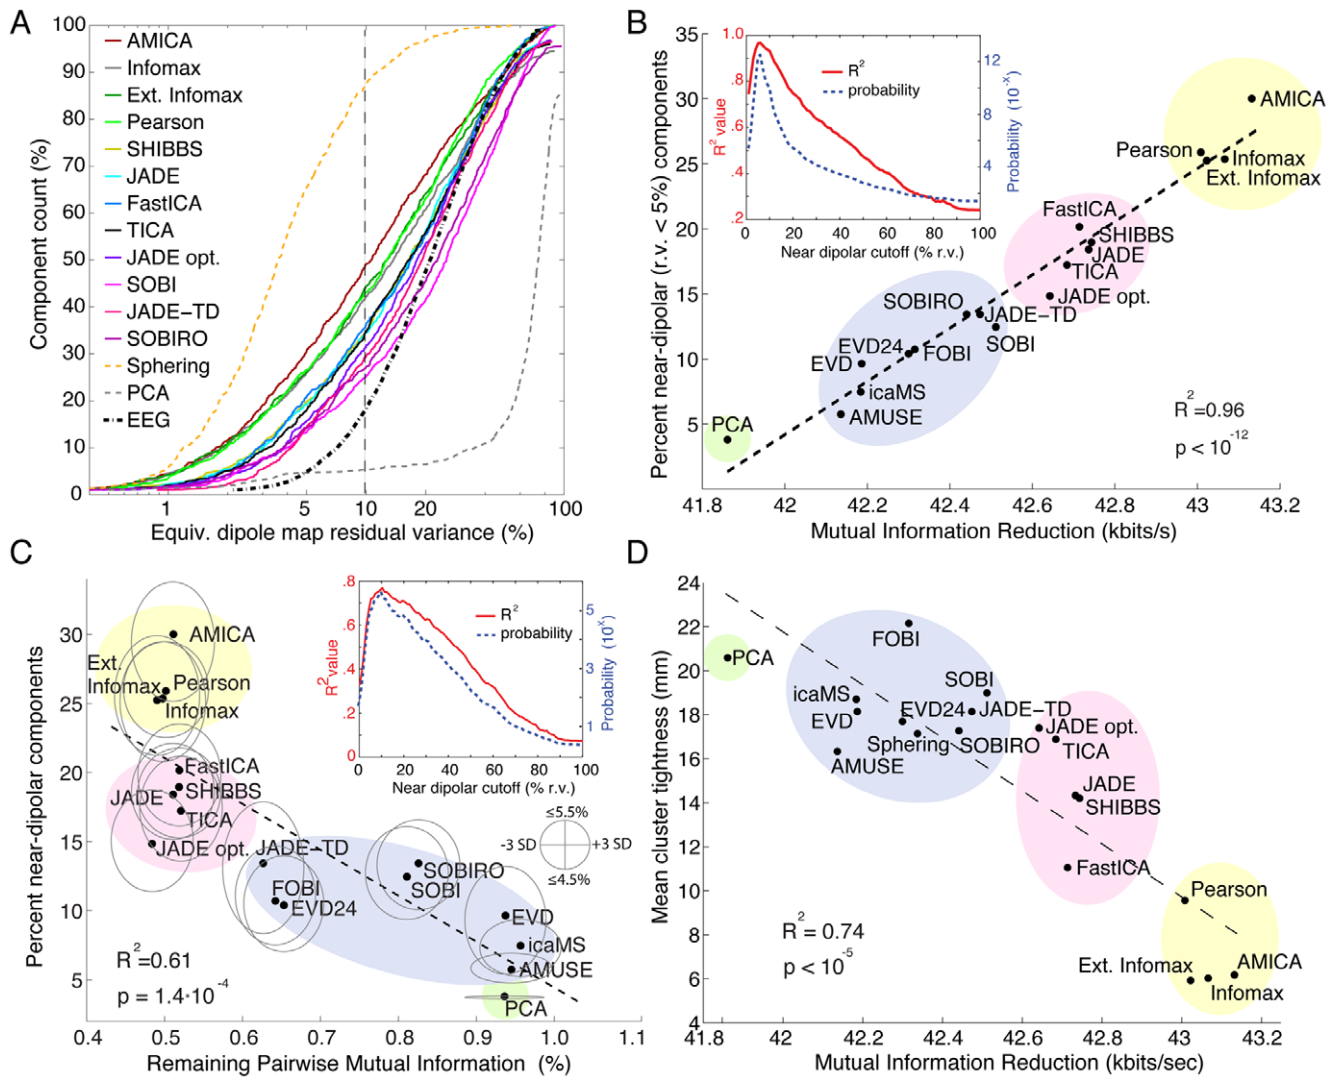 A
100
90
80
70
60
50
40
30
20
10
0
Component count (%)
AMICA
Infomax
Ext. Infomax
Pearson
SHIBBS
JADE
FastICA
TICA
JADE opt.
SOBI
JADE−TD
SOBIRO
Sphering
PCA
EEG
1
5
10
20
100
Equiv. dipole map residual variance (%)
B
35
30
25
20
15
10
5
Percent near-dipolar (r.v. < 5%) components
1.0
.8
.6
.4
.2
R² value
R²
probability
12
8
4
Probability (10⁻ˣ)
0 20 40 60 80 100
Near dipolar cutoff (% r.v.)
AMICA
Pearson
Infomax
Ext. Infomax
FastICA
SHIBBS
JADE
TICA
JADE opt.
SOBIRO
JADE−TD
SOBI
EVD24
FOBI
EVD
icaMS
AMUSE
PCA
R²=0.96
p < 10⁻¹²
41.8 42 42.2 42.4 42.6 42.8 43 43.2
Mutual Information Reduction (kbits/s)
C
30
25
20
15
10
5
Percent near-dipolar components
.8
.6
.4
.2
0
R² value
R²
probability
5
3
1
Probability (10ˣ)
0 20 40 60 80 100
Near dipolar cutoff (% r.v.)
≤5.5%
-3 SD
+3 SD
≤4.5%
AMICA
Ext.
Infomax
Pearson
Infomax
FastICA
SHIBBS
JADE
TICA
JADE opt.
JADE−TD
SOBIRO
SOBI
FOBI
EVD24
EVD
icaMS
AMUSE
PCA
R²=0.61
p = 1.4·10⁻⁴
0.4 0.5 0.6 0.7 0.8 0.9 1.0 1.1
Remaining Pairwise Mutual Information (%)
D
24
22
20
18
16
14
12
10
8
6
4
Mean cluster tightness (mm)
FOBI
PCA
SOBI
icaMS
EVD24
JADE−TD
EVD
JADE opt.
Sphering
SOBIRO
TICA
AMUSE
JADE
SHIBBS
FastICA
Pearson
Ext. Infomax
AMICA
Infomax
R² = 0.74
p < 10⁻⁵
41.8 42 42.2 42.4 42.6 42.8 43 43.2
Mutual Information Reduction (kbits/sec)